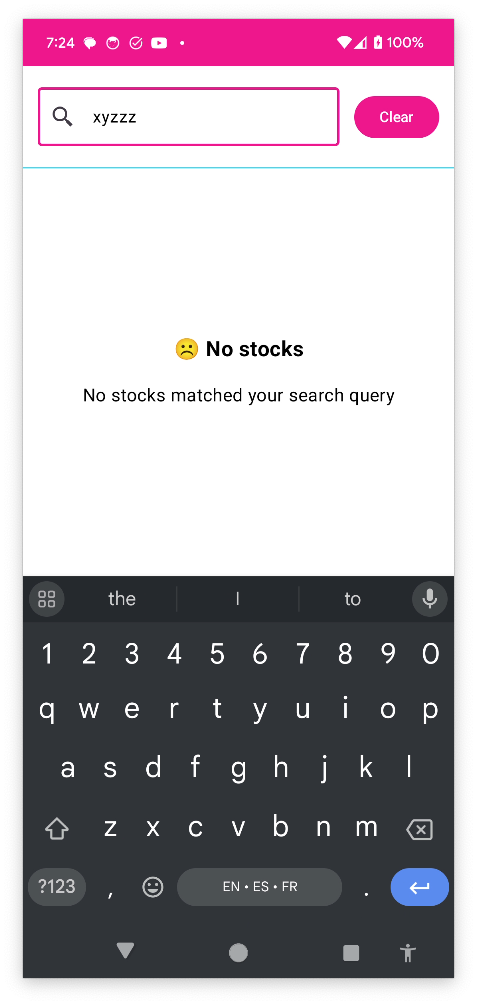 7:24 100%
xyzzz Clear
☹️ No stocks
No stocks matched your search query
the I to
1 2 3 4 5 6 7 8 9 0
q w e r t y u i o p
a s d f g h j k l
z x c v b n m
?123 , EN • ES • FR .